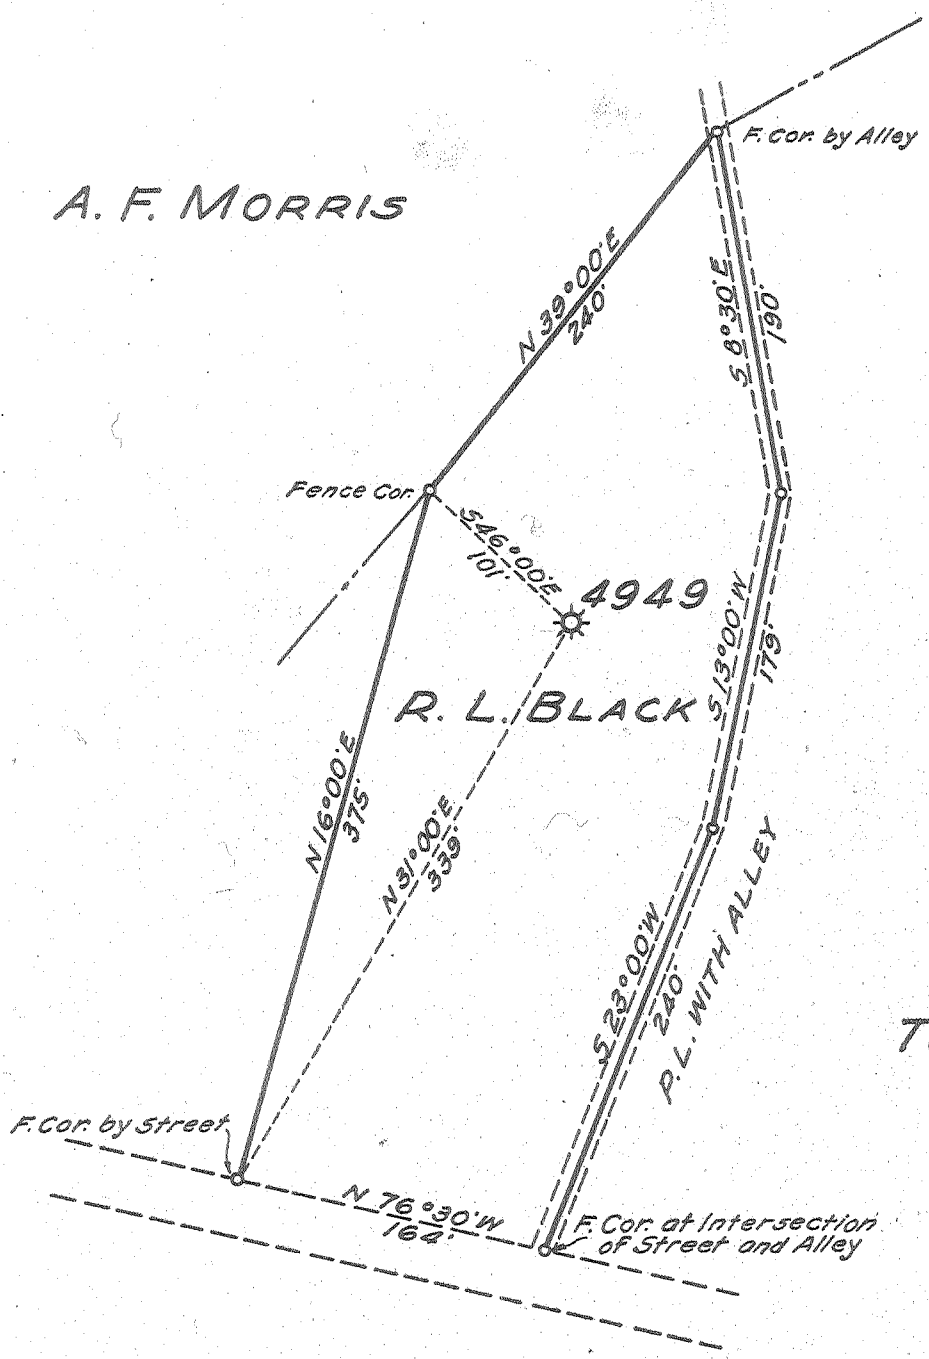 F. Cor. by Alley
A. F. MORRIS
N 39°00'E
240'
S 8°30'E
190'
Fence Cor.
S46°00'E
101'
4949
S 13°00'W
179'
R. L. BLACK
N 16°00'E
375'
N 31°00'E
339'
P.L. WITH ALLEY
S 23°00'W
240'
F. Cor. by Street
N 76°30'W
164'
F. Cor. at Intersection
of Street and Alley